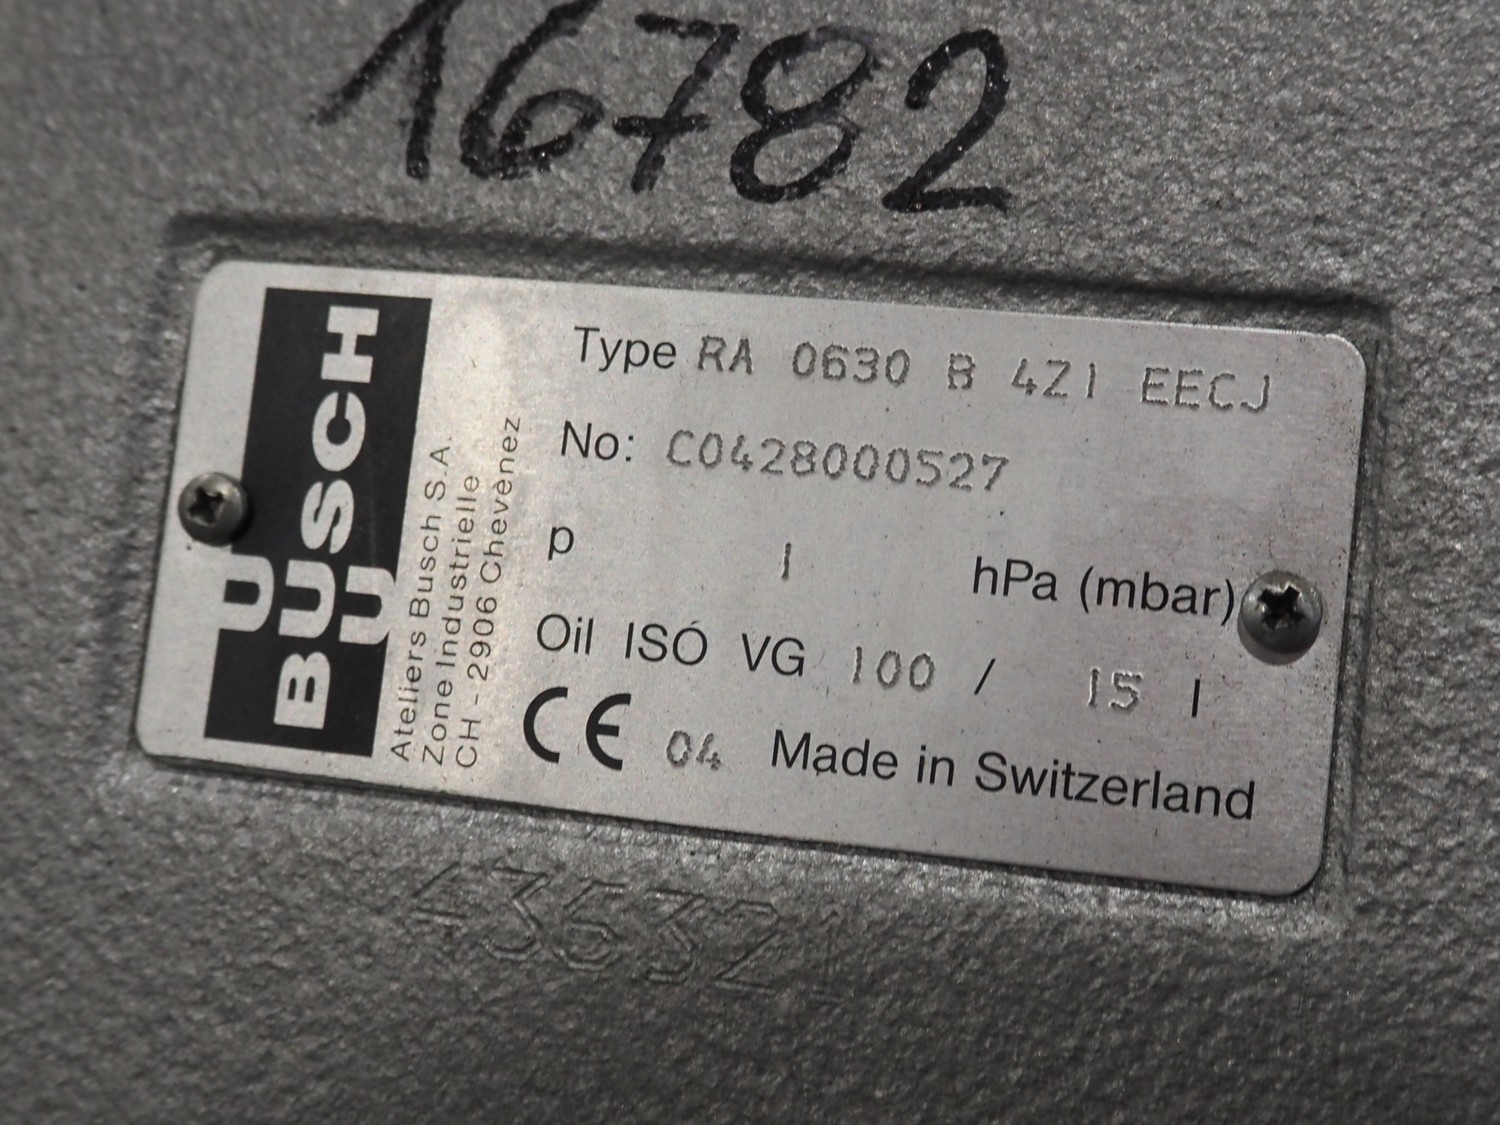 16782
BUSCH
Ateliers Busch S.A.
Zone Industrielle
CH - 2906 Chevenez
Type RA 0630 B 4Z1 EECJ
No: C0428000527
p 1 hPa (mbar)
Oil ISO VG 100 / 15 l
CE 04 Made in Switzerland